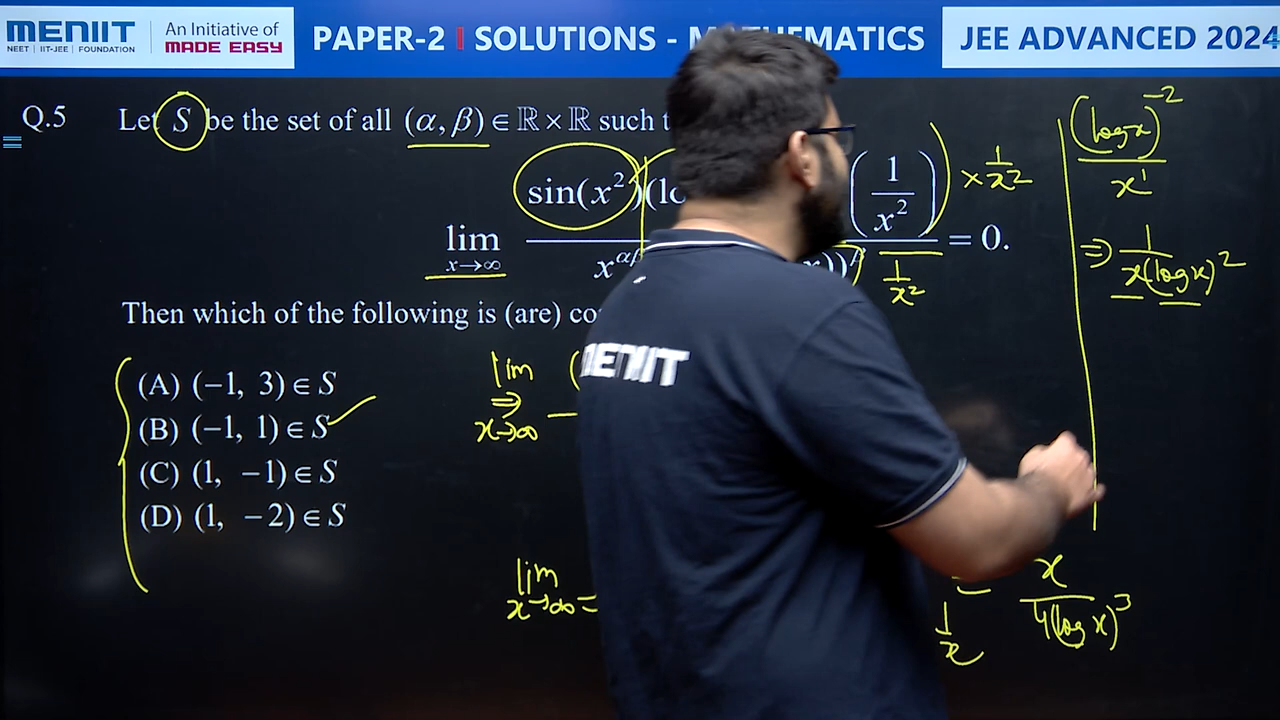 MENIIT
NEET | IIT-JEE | FOUNDATION
An Initiative of
MADE EASY
PAPER-2 | SOLUTIONS - M THEMATICS
JEE ADVANCED 2024
Q.5 Let S be the set of all (α, β) ∈ ℝ × ℝ such t
lim x→∞ sin(x²)(lo (1/x²) / x^αβ x))^β = 0.
× 1/x²
1/x²
Then which of the following is (are) co
(A) (−1, 3) ∈ S
(B) (−1, 1) ∈ S
(C) (1, −1) ∈ S
(D) (1, −2) ∈ S
lim ⇒ x→∞ (
lim x→∞ =
1/x
x / 4(log x)³
(log x)^−2 / x¹
⇒ 1 / x(log x)²
MENIIT